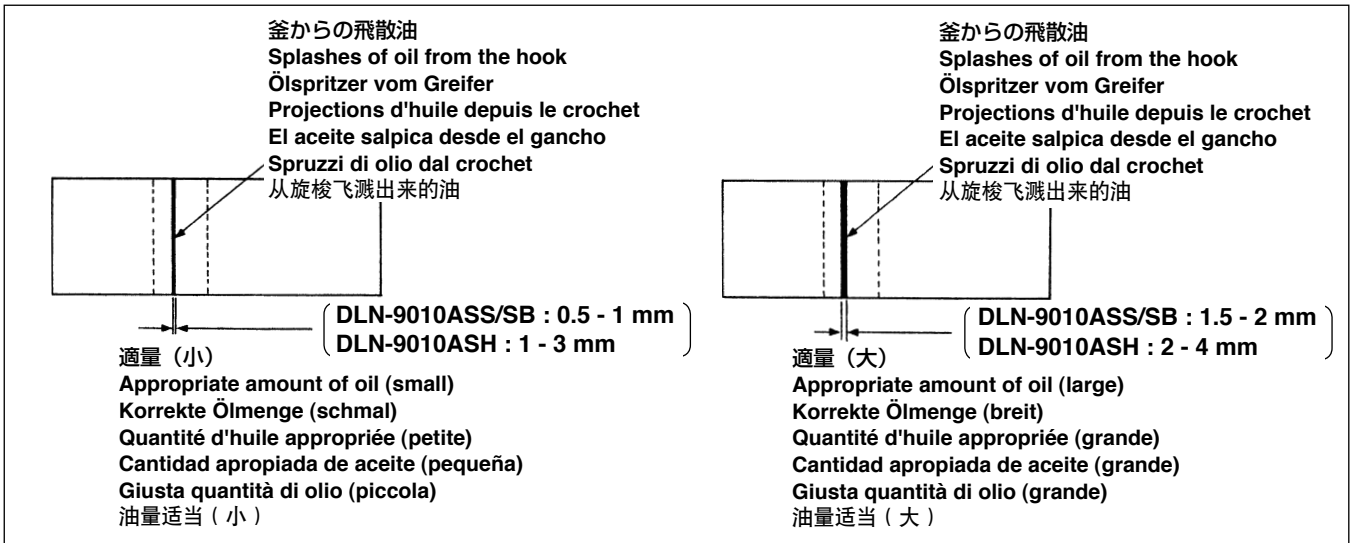 釜からの飛散油
Splashes of oil from the hook
Ölspritzer vom Greifer
Projections d'huile depuis le crochet
El aceite salpica desde el gancho
Spruzzi di olio dal crochet
从旋梭飞溅出来的油
DLN-9010ASS/SB : 0.5 - 1 mm
DLN-9010ASH : 1 - 3 mm
適量（小）
Appropriate amount of oil (small)
Korrekte Ölmenge (schmal)
Quantité d'huile appropriée (petite)
Cantidad apropiada de aceite (pequeña)
Giusta quantità di olio (piccola)
油量适当 ( 小 )
釜からの飛散油
Splashes of oil from the hook
Ölspritzer vom Greifer
Projections d'huile depuis le crochet
El aceite salpica desde el gancho
Spruzzi di olio dal crochet
从旋梭飞溅出来的油
DLN-9010ASS/SB : 1.5 - 2 mm
DLN-9010ASH : 2 - 4 mm
適量（大）
Appropriate amount of oil (large)
Korrekte Ölmenge (breit)
Quantité d'huile appropriée (grande)
Cantidad apropiada de aceite (grande)
Giusta quantità di olio (grande)
油量适当 ( 大 )